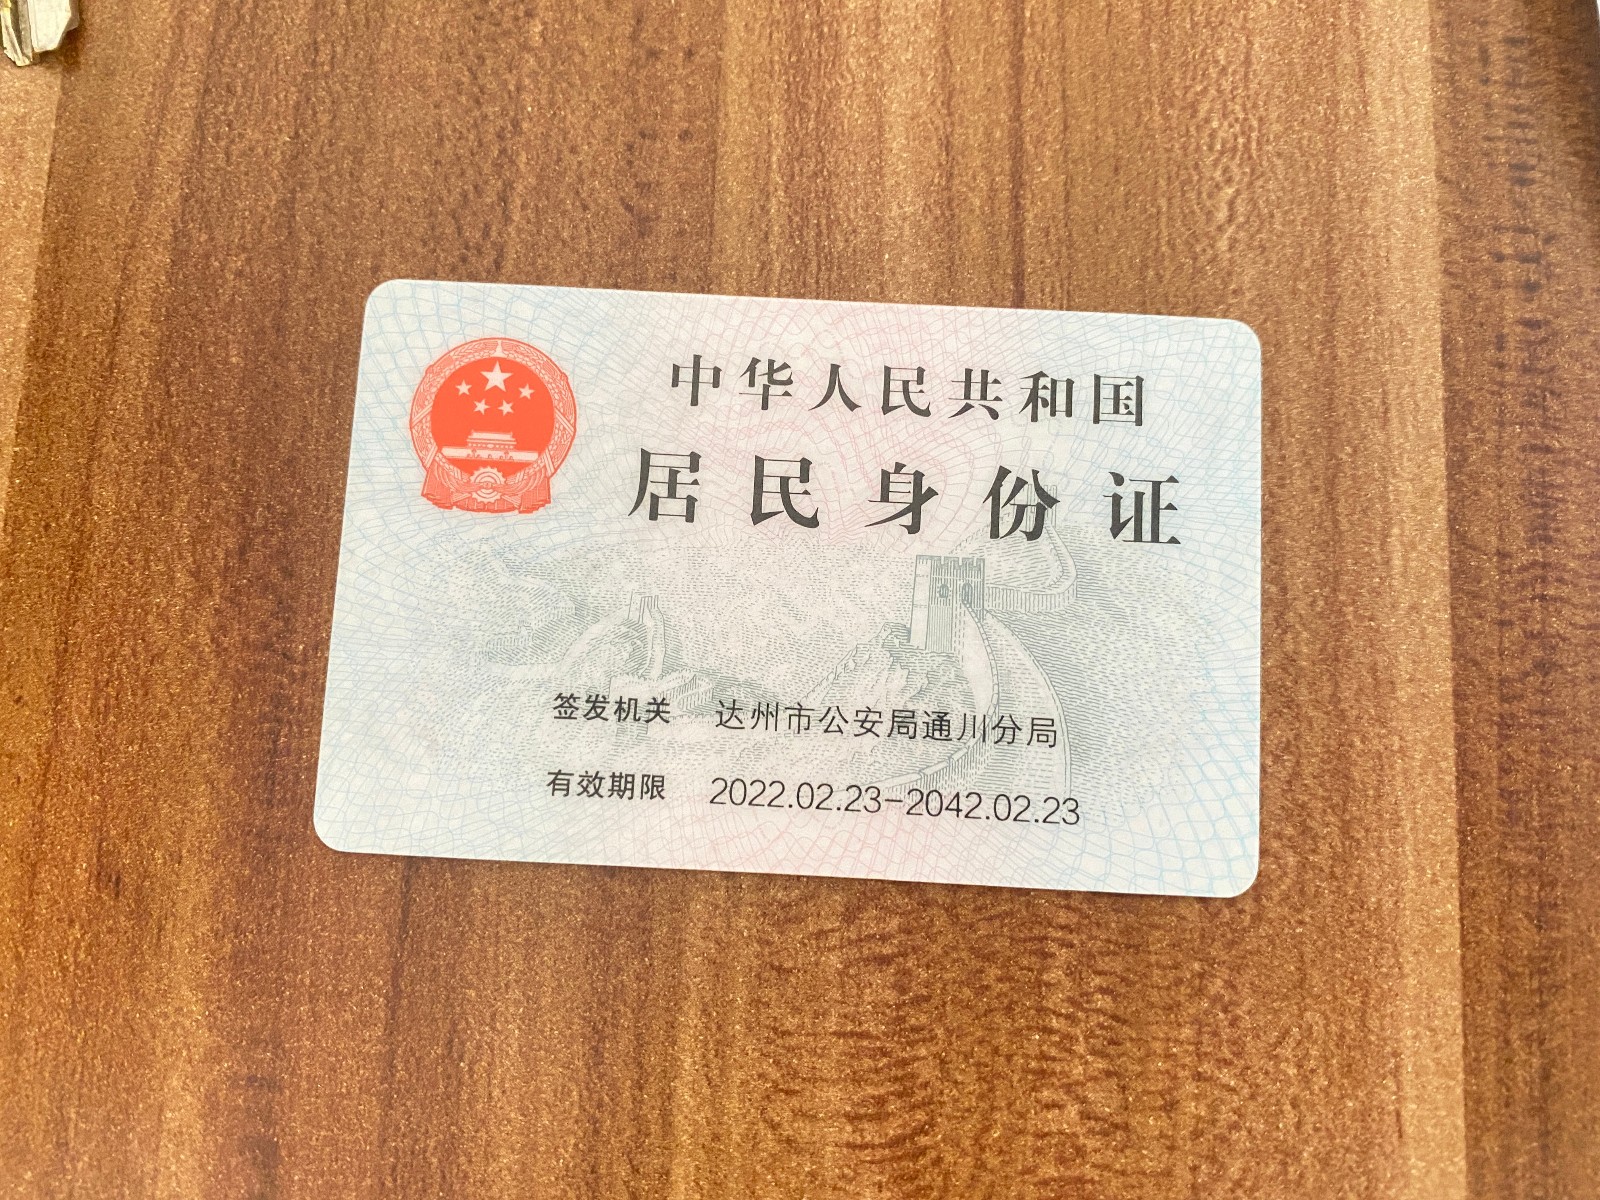 中华人民共和国
居民身份证
签发机关 达州市公安局通川分局
有效期限 2022.02.23-2042.02.23